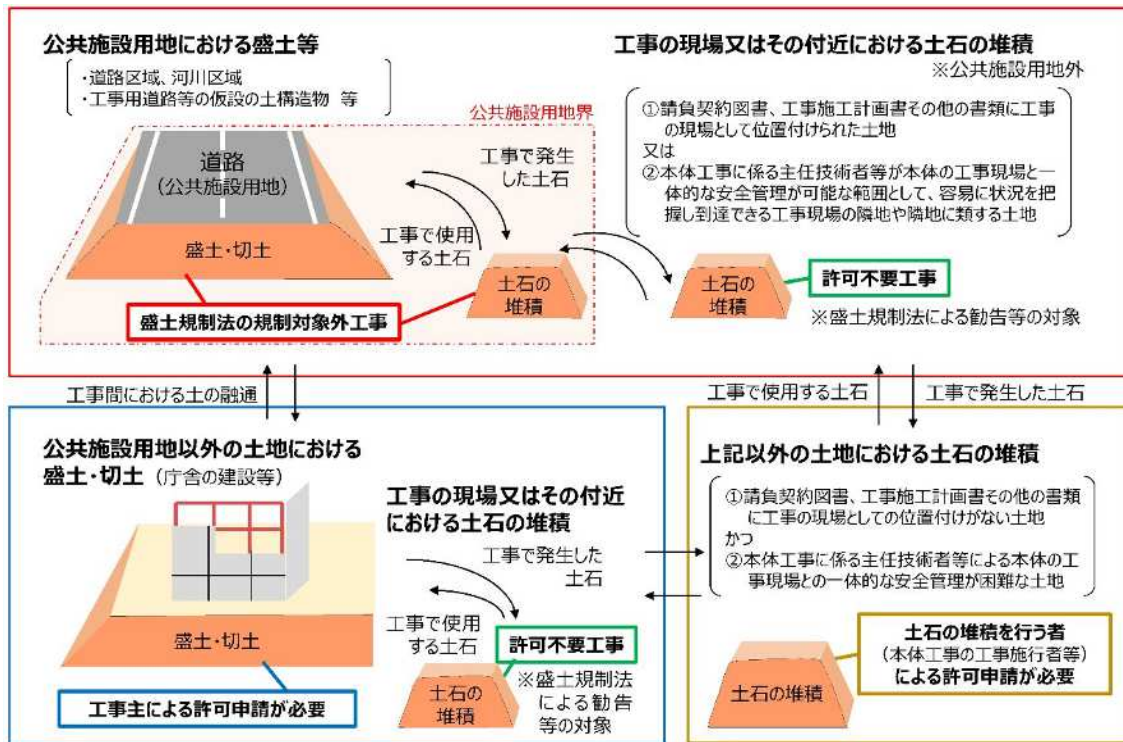 公共施設用地における盛土等
・道路区域、河川区域
・工事用道路等の仮設の土構造物 等
公共施設用地界
道路
（公共施設用地）
盛土・切土
工事で発生
した土石
工事で使用
する土石
土石の
堆積
盛土規制法の規制対象外工事
工事の現場又はその付近における土石の堆積
※公共施設用地外
①請負契約図書、工事施工計画書その他の書類に工事
の現場として位置付けられた土地
又は
②本体工事に係る主任技術者等が本体の工事現場と一
体的な安全管理が可能な範囲として、容易に状況を把
握し到達できる工事現場の隣地や隣地に類する土地
土石の
堆積
許可不要工事
※盛土規制法による勧告等の対象
工事間における土の融通
工事で使用する土石
工事で発生した土石
公共施設用地以外の土地における
盛土・切土（庁舎の建設等）
盛土・切土
工事主による許可申請が必要
工事の現場又はその付近
における土石の堆積
工事で発生した
土石
工事で使用
する土石
許可不要工事
土石の
堆積
※盛土規制法
による勧告
等の対象
上記以外の土地における土石の堆積
①請負契約図書、工事施工計画書その他の書類
に工事の現場としての位置付けがない土地
かつ
②本体工事に係る主任技術者等による本体の工
事現場との一体的な安全管理が困難な土地
土石の堆積
土石の堆積を行う者
（本体工事の工事施行者等）
による許可申請が必要